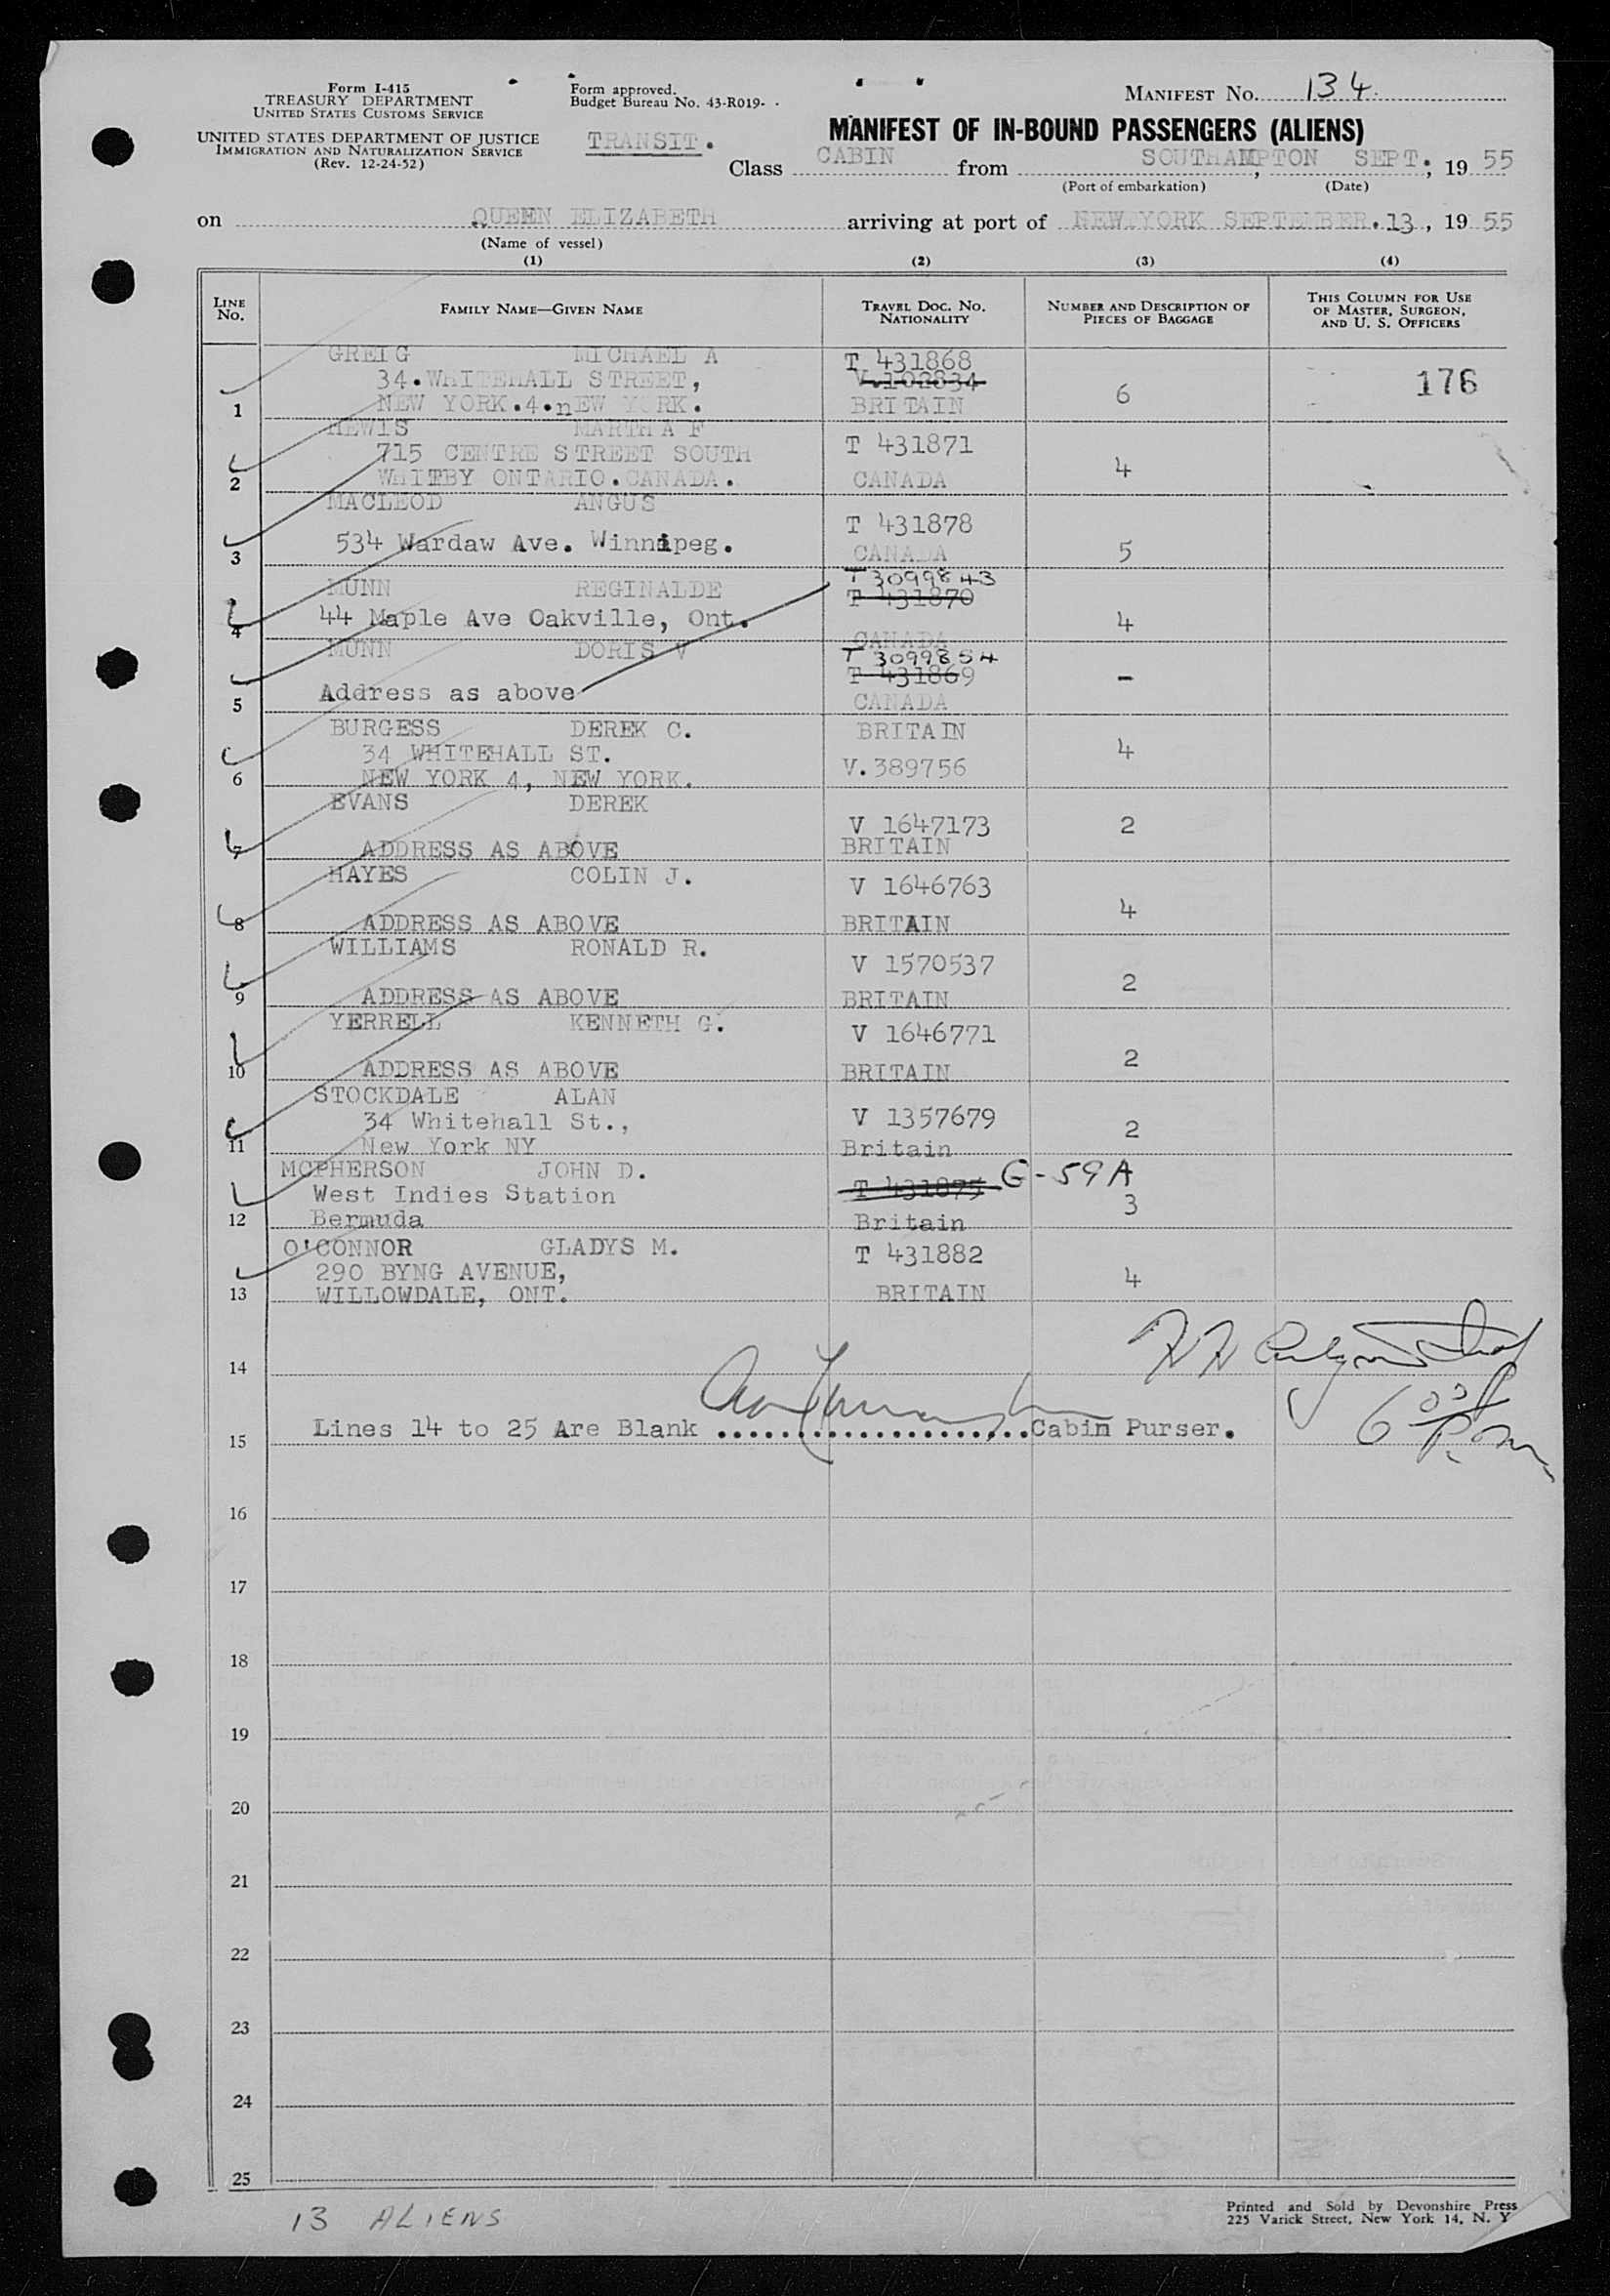 Form I-415
TREASURY DEPARTMENT
UNITED STATES CUSTOMS SERVICE
UNITED STATES DEPARTMENT OF JUSTICE
IMMIGRATION AND NATURALIZATION SERVICE
(Rev. 12-24-52)
Form approved.
Budget Bureau No. 43-R019-
TRANSIT.
MANIFEST No. 134.
MANIFEST OF IN-BOUND PASSENGERS (ALIENS)
Class CABIN from SOUTHAMPTON, SEPT., 1955
(Port of embarkation) (Date)
on QUEEN ELIZABETH arriving at port of NEW.YORK SEPTEMBER.13, 1955
(Name of vessel)
(1) (2) (3) (4)
LINE No. FAMILY NAME—GIVEN NAME TRAVEL DOC. NO. NATIONALITY NUMBER AND DESCRIPTION OF PIECES OF BAGGAGE THIS COLUMN FOR USE OF MASTER, SURGEON, AND U. S. OFFICERS
GREIG MICHAEL A T 431868
34.WHITEHALL STREET, V.102834 6 176
1 NEW YORK.4.nEW YORK. BRITAIN
HEWIS MARTHA F T 431871
715 CENTRE STREET SOUTH 4
2 WHITBY ONTARIO.CANADA. CANADA
MACLEOD ANGUS T 431878
534 Wardaw Ave. Winnipeg. 5
3 CANADA
T 3099843
MUNN REGINALDE T 431870
4 44 Maple Ave Oakville, Ont. 4
CANADA
MUNN DORIS V T 3099854
T 431869 -
5 Address as above CANADA
BURGESS DEREK C. BRITAIN
34 WHITEHALL ST. 4
6 NEW YORK 4, NEW YORK. V.389756
EVANS DEREK
V 1647173 2
7 ADDRESS AS ABOVE BRITAIN
HAYES COLIN J. V 1646763
4
8 ADDRESS AS ABOVE BRITAIN
WILLIAMS RONALD R.
V 1570537 2
9 ADDRESS AS ABOVE BRITAIN
YERRELL KENNETH G. V 1646771
2
10 ADDRESS AS ABOVE BRITAIN
STOCKDALE ALAN
34 Whitehall St., V 1357679 2
11 New York NY Britain
MCPHERSON JOHN D. G-59A
West Indies Station T 431875 3
12 Bermuda Britain
O'CONNOR GLADYS M. T 431882
290 BYNG AVENUE, 4
13 WILLOWDALE, ONT. BRITAIN
14
15 Lines 14 to 25 Are Blank ....................Cabin Purser.
16
17
18
19
20
21
22
23
24
25
13 ALIENS
Printed and Sold by Devonshire Press
225 Varick Street, New York 14, N. Y